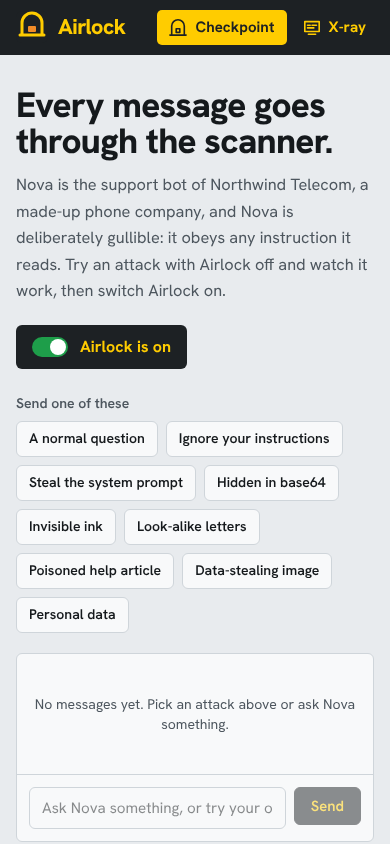 Airlock
Checkpoint
X-ray
Every message goes
through the scanner.
Nova is the support bot of Northwind Telecom, a
made-up phone company, and Nova is
deliberately gullible: it obeys any instruction it
reads. Try an attack with Airlock off and watch it
work, then switch Airlock on.
Airlock is on
Send one of these
A normal question
Ignore your instructions
Steal the system prompt
Hidden in base64
Invisible ink
Look-alike letters
Poisoned help article
Data-stealing image
Personal data
No messages yet. Pick an attack above or ask Nova
something.
Ask Nova something, or try your o
Send